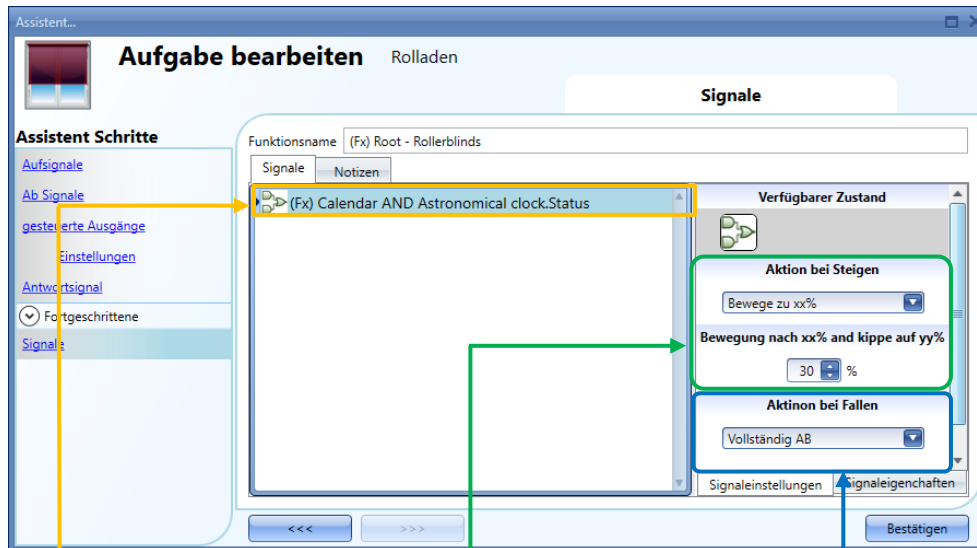 Assistent...
Aufgabe bearbeiten Rolladen
Signale
Assistent Schritte
Aufsignale
Ab Signale
gesteuerte Ausgänge
Einstellungen
Antwortsignal
Fortgeschrittene
Signale
Funktionsname (Fx) Root - Rollerblinds
Signale Notizen
(Fx) Calendar AND Astronomical clock.Status
Verfügbarer Zustand
Aktion bei Steigen
Bewege zu xx%
Bewegung nach xx% and kippe auf yy%
30 %
Aktinon bei Fallen
Vollständig AB
Signaleinstellungen Signaleigenchaften
<<< >>> Bestätigen